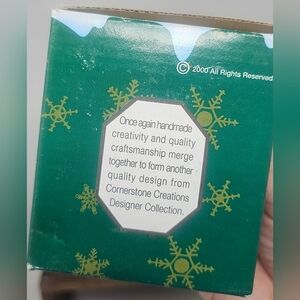 © 2000 All Rights Reserved
Once again handmade
creativity and quality
craftsmanship merge
together to form another
quality design from
Cornerstone Creations
Designer Collection.